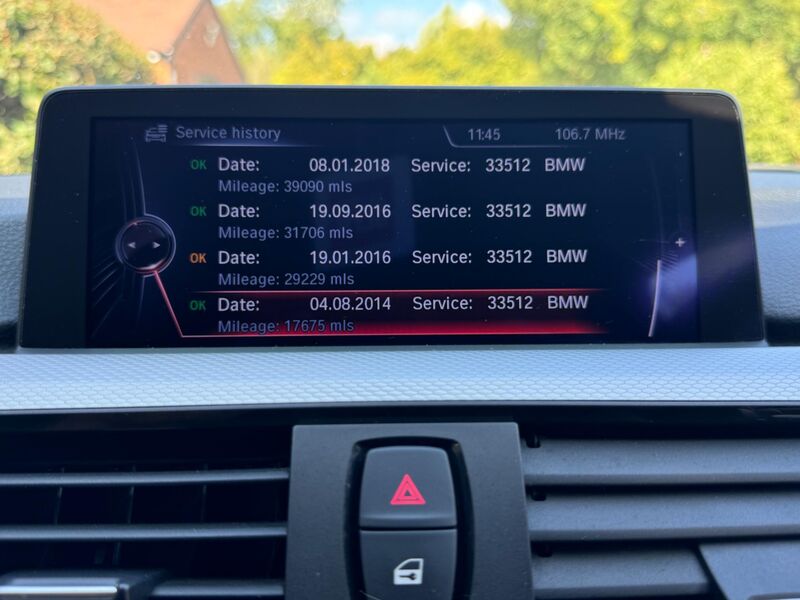 Service history 11:45 106.7 MHz
OK Date: 08.01.2018 Service: 33512 BMW
Mileage: 39090 mls
OK Date: 19.09.2016 Service: 33512 BMW
Mileage: 31706 mls
OK Date: 19.01.2016 Service: 33512 BMW
Mileage: 29229 mls
OK Date: 04.08.2014 Service: 33512 BMW
Mileage: 17675 mls